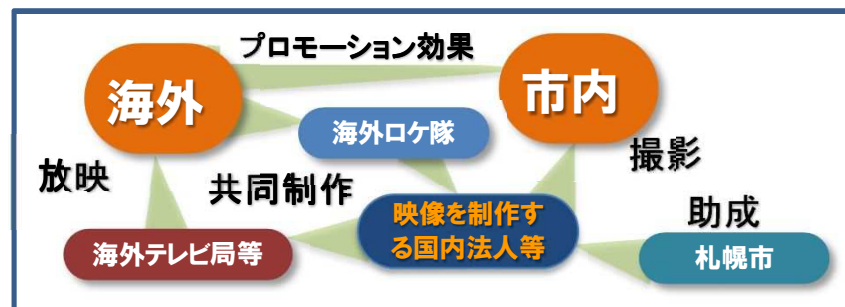 プロモーション効果
海外
市内
海外ロケ隊
撮影
放映
共同制作
映像を制作す
る国内法人等
助成
海外テレビ局等
札幌市